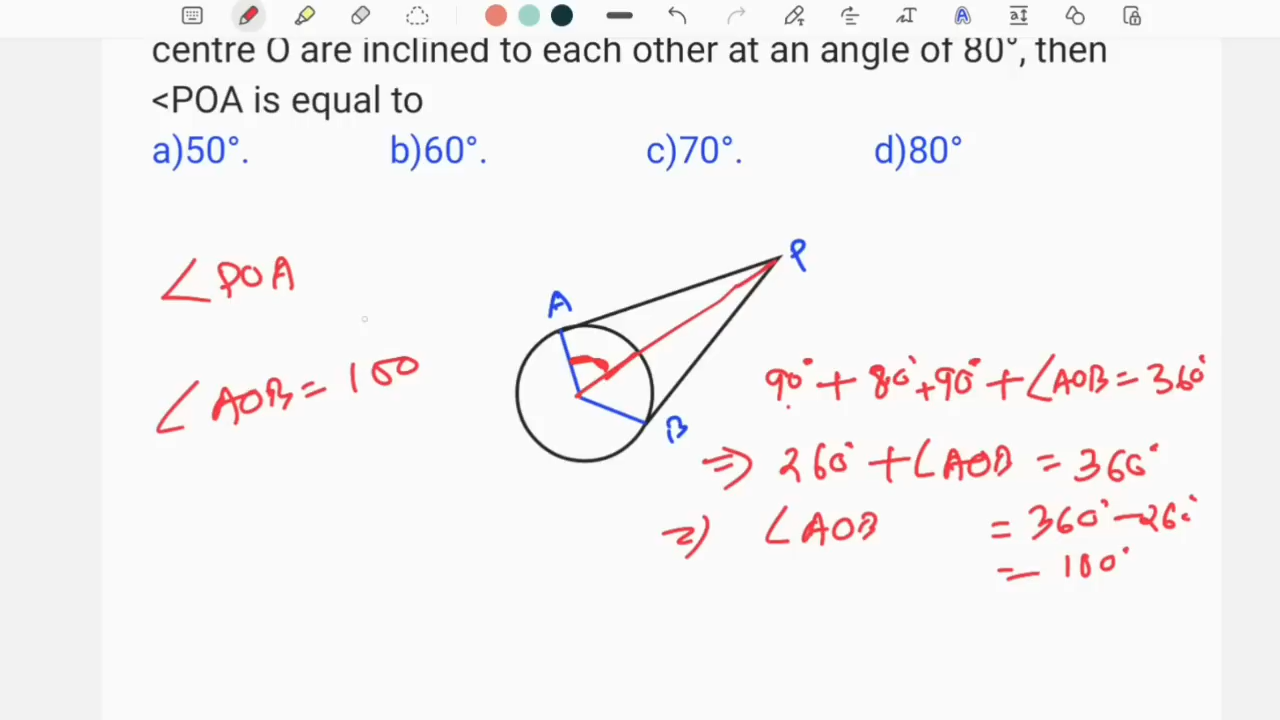 centre O are inclined to each other at an angle of 80°, then
<POA is equal to
a)50°. b)60°. c)70°. d)80°
∠POA
∠AOB = 100
P
A
B
90° + 80° + 90° + ∠AOB = 360°
⇒ 260° + ∠AOB = 360°
⇒ ∠AOB = 360° - 260°
= 100°